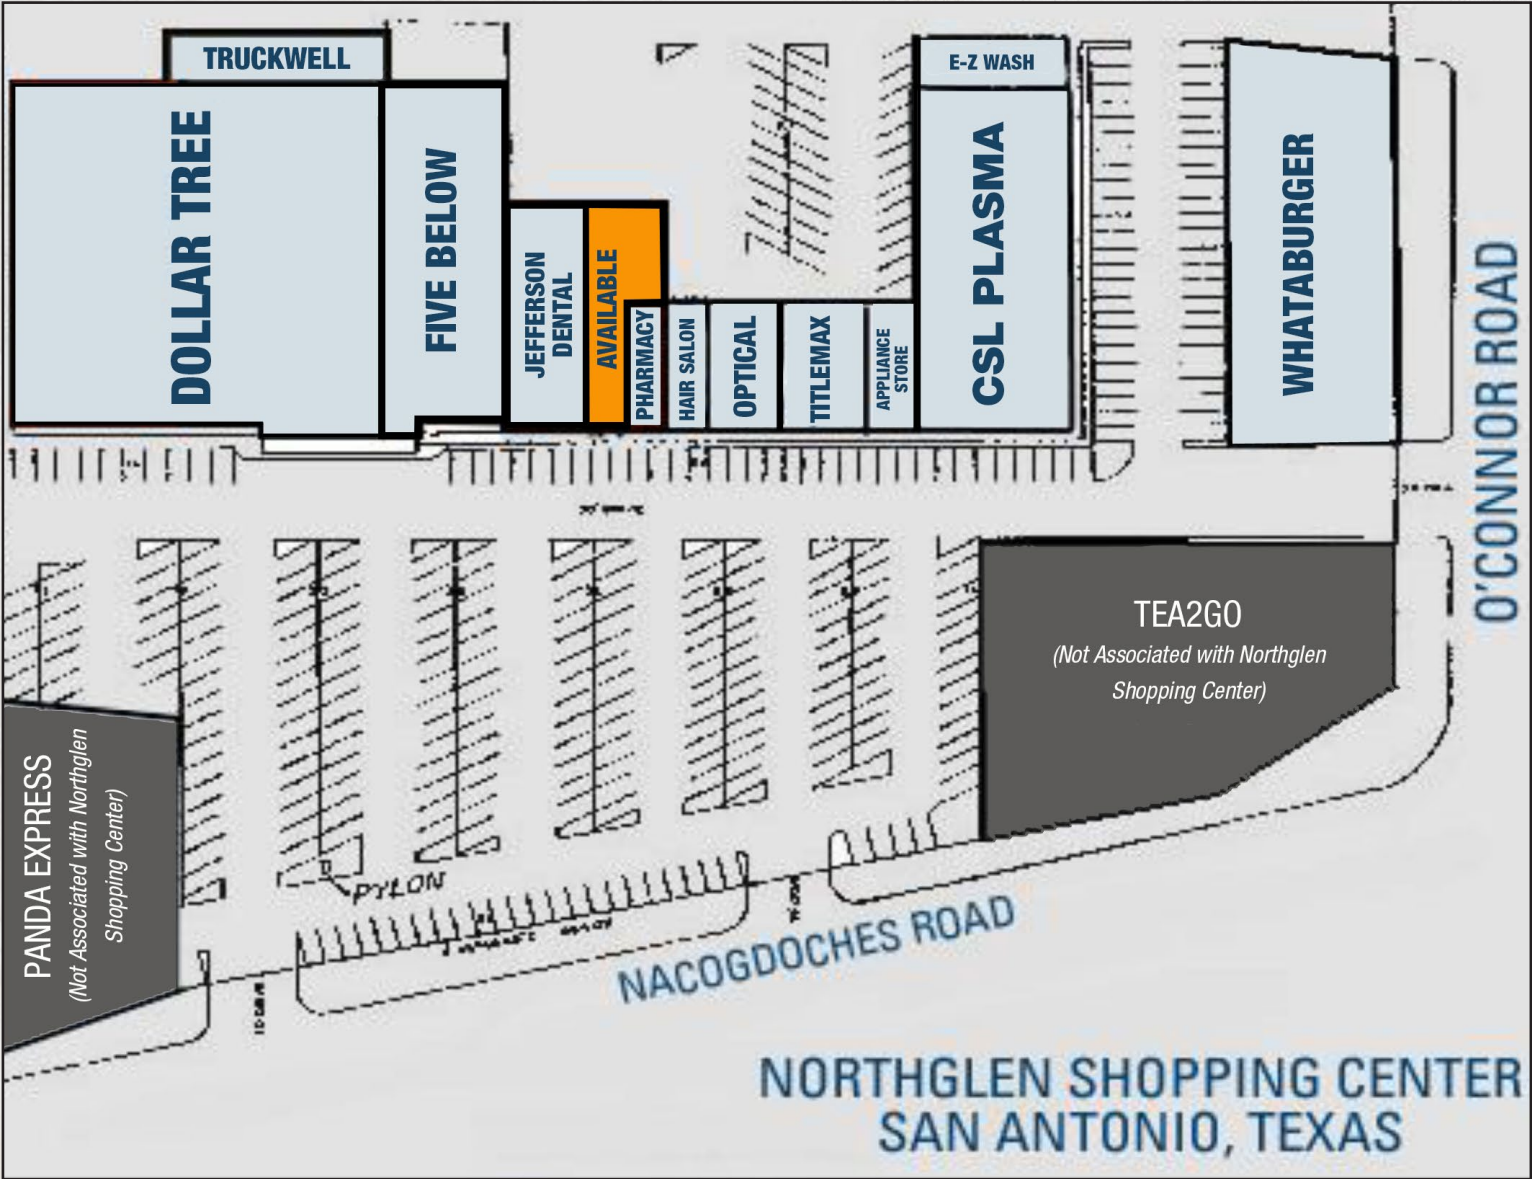 TRUCKWELL
DOLLAR TREE
FIVE BELOW
JEFFERSON
DENTAL
AVAILABLE
PHARMACY
HAIR SALON
OPTICAL
TITLEMAX
APPLIANCE
STORE
E-Z WASH
CSL PLASMA
WHATABURGER
O'CONNOR ROAD
TEA2GO
(Not Associated with Northglen
Shopping Center)
PANDA EXPRESS
(Not Associated with Northglen
Shopping Center)
PYLON
NACOGDOCHES ROAD
NORTHGLEN SHOPPING CENTER
SAN ANTONIO, TEXAS